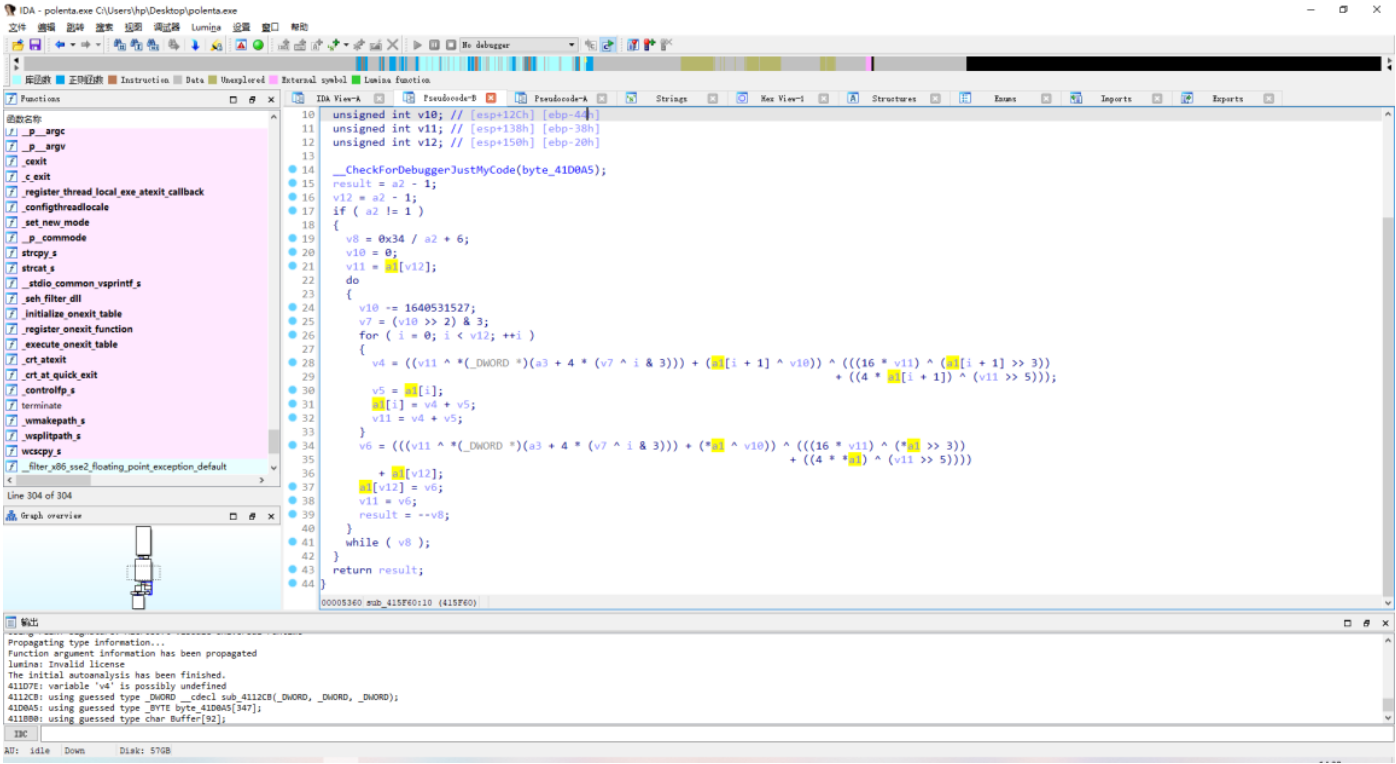 IDA - polenta.exe C:\Users\hp\Desktop\polenta.exe
文件 编辑 跳转 搜索 视图 调试器 Lumina 设置 窗口 帮助
No debugger
库函数 正则函数 Instruction Data Unexplored External symbol Lumina function
Functions
IDA View-A Pseudocode-B Pseudocode-A Strings Hex View-1 Structures Enums Imports Exports
函数名称
_p__argc
_p__argv
_cexit
_c_exit
_register_thread_local_exe_atexit_callback
_configthreadlocale
_set_new_mode
_p__commode
strcpy_s
strcat_s
__stdio_common_vsprintf_s
_seh_filter_dll
_initialize_onexit_table
_register_onexit_function
_execute_onexit_table
_crt_atexit
_crt_at_quick_exit
_controlfp_s
terminate
_wmakepath_s
_wsplitpath_s
wcscpy_s
__filter_x86_sse2_floating_point_exception_default
Line 304 of 304
Graph overview
10 unsigned int v10; // [esp+12Ch] [ebp-44h]
11 unsigned int v11; // [esp+138h] [ebp-38h]
12 unsigned int v12; // [esp+150h] [ebp-20h]
13
14 __CheckForDebuggerJustMyCode(byte_41D0A5);
15 result = a2 - 1;
16 v12 = a2 - 1;
17 if ( a2 != 1 )
18 {
19 v8 = 0x34 / a2 + 6;
20 v10 = 0;
21 v11 = a1[v12];
22 do
23 {
24 v10 -= 1640531527;
25 v7 = (v10 >> 2) & 3;
26 for ( i = 0; i < v12; ++i )
27 {
28 v4 = ((v11 ^ *(_DWORD *)(a3 + 4 * (v7 ^ i & 3))) + (a1[i + 1] ^ v10)) ^ (((16 * v11) ^ (a1[i + 1] >> 3))
29 + ((4 * a1[i + 1]) ^ (v11 >> 5)));
30 v5 = a1[i];
31 a1[i] = v4 + v5;
32 v11 = v4 + v5;
33 }
34 v6 = (((v11 ^ *(_DWORD *)(a3 + 4 * (v7 ^ i & 3))) + (*a1 ^ v10)) ^ (((16 * v11) ^ (*a1 >> 3))
35 + ((4 * *a1) ^ (v11 >> 5))))
36 + a1[v12];
37 a1[v12] = v6;
38 v11 = v6;
39 result = --v8;
40 }
41 while ( v8 );
42 }
43 return result;
44 }
00005360 sub_415F60:10 (415F60)
输出
Propagating type information...
Function argument information has been propagated
lumina: Invalid license
The initial autoanalysis has been finished.
411D7E: variable 'v4' is possibly undefined
4112CB: using guessed type _DWORD __cdecl sub_4112CB(_DWORD, _DWORD, _DWORD);
41D0A5: using guessed type _BYTE byte_41D0A5[347];
411BB0: using guessed type char Buffer[92];
IDC
AU: idle Down Disk: 57GB